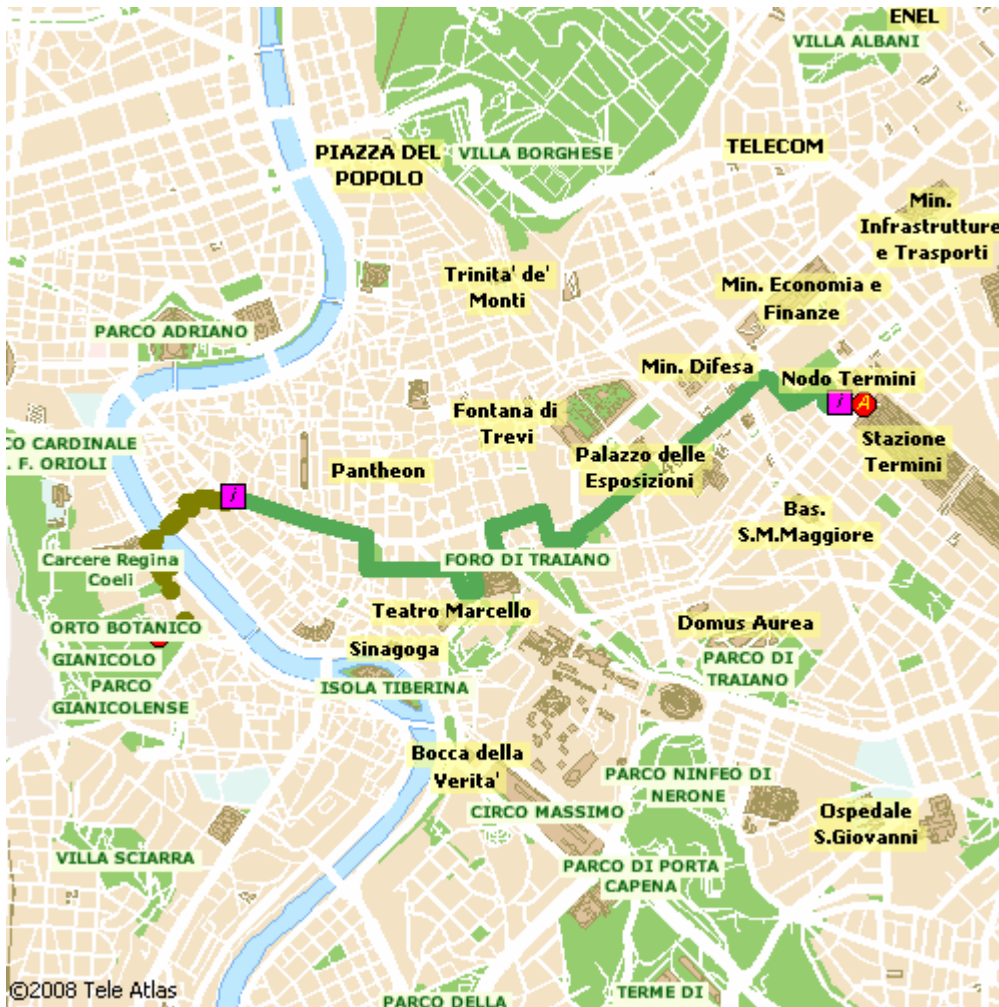 ENEL
VILLA ALBANI
PIAZZA DEL
POPOLO
VILLA BORGHESE
TELECOM
Min.
Infrastrutture
e Trasporti
Trinita' de'
Monti
Min. Economia e
Finanze
PARCO ADRIANO
Min. Difesa
Nodo Termini
i
A
Fontana di
Trevi
Stazione
Termini
CO CARDINALE
. F. ORIOLI
Pantheon
Palazzo delle
Esposizioni
i
Bas.
S.M.Maggiore
Carcere Regina
Coeli
FORO DI TRAIANO
Teatro Marcello
ORTO BOTANICO
Domus Aurea
Sinagoga
GIANICOLO
PARCO
GIANICOLENSE
ISOLA TIBERINA
PARCO DI
TRAIANO
Bocca della
Verita'
PARCO NINFEO DI
NERONE
CIRCO MASSIMO
Ospedale
S.Giovanni
VILLA SCIARRA
PARCO DI PORTA
CAPENA
©2008 Tele Atlas
PARCO DELLA
TERME DI